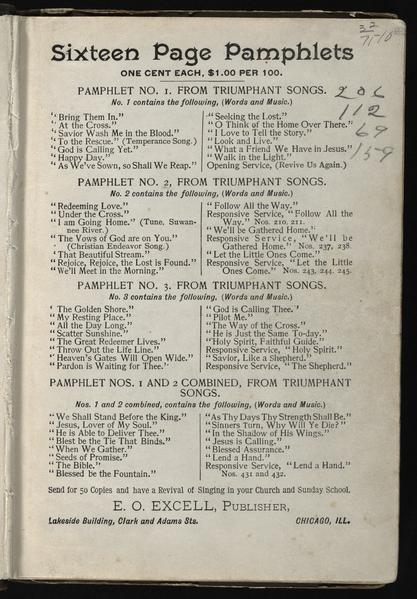 22
71-10
Sixteen Page Pamphlets
ONE CENT EACH, $1.00 PER 100.
PAMPHLET NO. 1. FROM TRIUMPHANT SONGS.
206
112
69
159
No. 1 contains the following, (Words and Music.)
"Bring Them In."
"At the Cross."
"Savior Wash Me in the Blood."
"To the Rescue." (Temperance Song.)
"God is Calling Yet."
"Happy Day."
"As We've Sown, so Shall We Reap."
"Seeking the Lost."
"O Think of the Home Over There."
"I Love to Tell the Story."
"Look and Live."
"What a Friend We Have in Jesus."
"Walk in the Light."
Opening Service, (Revive Us Again.)
PAMPHLET NO. 2, FROM TRIUMPHANT SONGS.
No. 2 contains the following, (Words and Music.)
"Redeeming Love."
"Under the Cross."
"I am Going Home." (Tune, Suwan-
nee River.)
"The Vows of God are on You."
(Christian Endeavor Song.)
"That Beautiful Stream."
"Rejoice, Rejoice, the Lost is Found."
"We'll Meet in the Morning."
"Follow All the Way."
Responsive Service, "Follow All the
Way." Nos. 210, 211.
"We'll be Gathered Home."
Responsive Service, "We'll be
Gathered Home." Nos. 237, 238.
"Let the Little Ones Come."
Responsive Service, "Let the Little
Ones Come." Nos. 243, 244, 245.
PAMPHLET NO. 3. FROM TRIUMPHANT SONGS.
No. 3 contains the following, (Words and Music.)
"The Golden Shore."
"My Resting Place."
"All the Day Long."
"Scatter Sunshine."
"The Great Redeemer Lives."
"Throw Out the Life Line."
"Heaven's Gates Will Open Wide."
"Pardon is Waiting for Thee."
"God is Calling Thee."
"Pilot Me."
"The Way of the Cross."
"He is Just the Same To-day."
"Holy Spirit, Faithful Guide."
Responsive Service, "Holy Spirit."
"Savior, Like a Shepherd."
Responsive Service, "The Shepherd."
PAMPHLET NOS. 1 AND 2 COMBINED, FROM TRIUMPHANT
SONGS.
Nos. 1 and 2 combined, contains the following, (Words and Music.)
"We Shall Stand Before the King."
"Jesus, Lover of My Soul."
"He is Able to Deliver Thee."
"Blest be the Tie That Binds."
"When We Gather."
"Seeds of Promise."
"The Bible."
"Blessed be the Fountain."
"As Thy Days Thy Strength Shall Be."
"Sinners Turn, Why Will Ye Die?"
"In the Shadow of His Wings."
"Jesus is Calling."
"Blessed Assurance."
"Lend a Hand."
Responsive Service, "Lend a Hand."
Nos. 431 and 432.
Send for 50 Copies and have a Revival of Singing in your Church and Sunday School.
E. O. EXCELL, PUBLISHER,
Lakeside Building, Clark and Adams Sts.
CHICAGO, ILL.